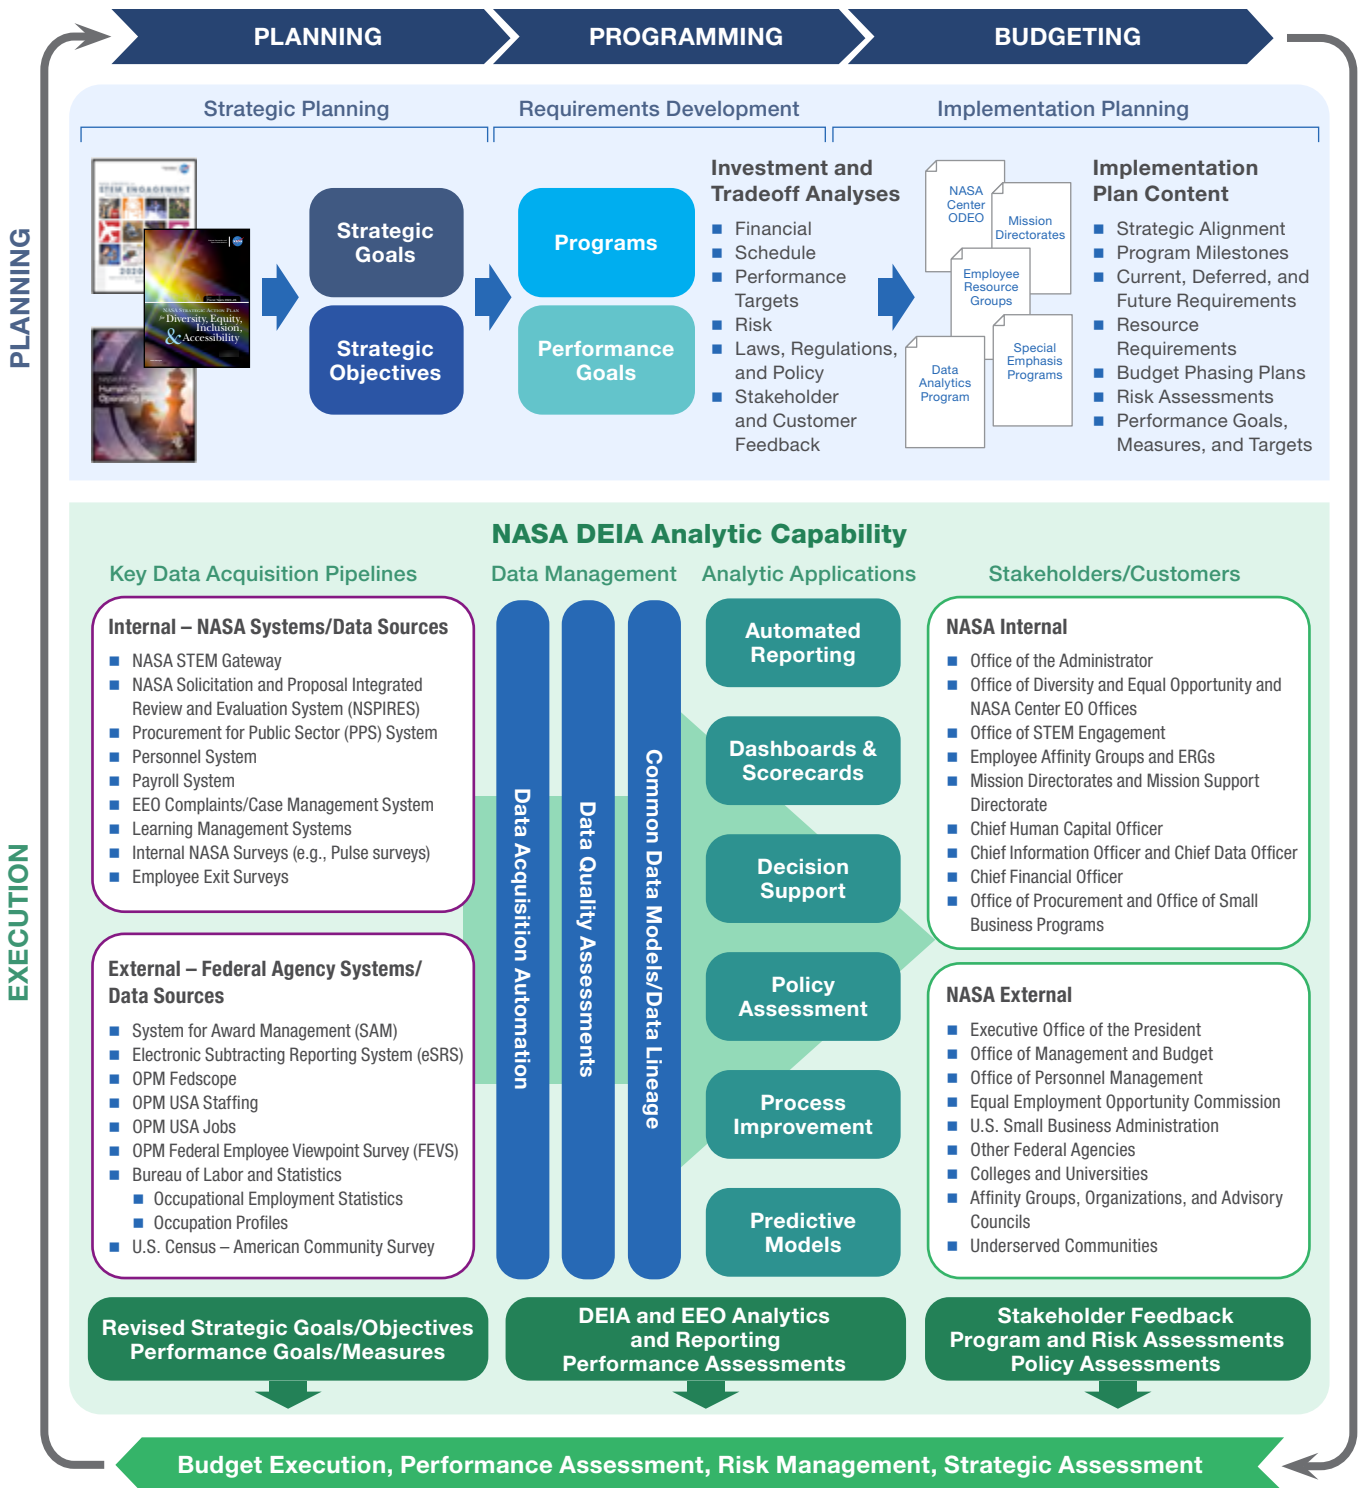 PLANNING
PROGRAMMING
BUDGETING
PLANNING
Strategic Planning
Requirements Development
Implementation Planning
STEM ENGAGEMENT
2020
NASA STRATEGIC ACTION PLAN
for Diversity, Equity,
Inclusion,
& Accessibility
Strategic
Goals
Strategic
Objectives
Programs
Performance
Goals
Investment and
Tradeoff Analyses
Financial
Schedule
Performance
Targets
Risk
Laws, Regulations,
and Policy
Stakeholder
and Customer
Feedback
NASA
Center
ODEO
Mission
Directorates
Employee
Resource
Groups
Special
Emphasis
Programs
Data
Analytics
Program
Implementation
Plan Content
Strategic Alignment
Program Milestones
Current, Deferred, and
Future Requirements
Resource
Requirements
Budget Phasing Plans
Risk Assessments
Performance Goals,
Measures, and Targets
EXECUTION
NASA DEIA Analytic Capability
Key Data Acquisition Pipelines
Data Management
Analytic Applications
Stakeholders/Customers
Internal – NASA Systems/Data Sources
NASA STEM Gateway
NASA Solicitation and Proposal Integrated
Review and Evaluation System (NSPIRES)
Procurement for Public Sector (PPS) System
Personnel System
Payroll System
EEO Complaints/Case Management System
Learning Management Systems
Internal NASA Surveys (e.g., Pulse surveys)
Employee Exit Surveys
External – Federal Agency Systems/
Data Sources
System for Award Management (SAM)
Electronic Subtracting Reporting System (eSRS)
OPM Fedscope
OPM USA Staffing
OPM USA Jobs
OPM Federal Employee Viewpoint Survey (FEVS)
Bureau of Labor and Statistics
Occupational Employment Statistics
Occupation Profiles
U.S. Census – American Community Survey
Data Acquisition Automation
Data Quality Assessments
Common Data Models/Data Lineage
Automated
Reporting
Dashboards &
Scorecards
Decision
Support
Policy
Assessment
Process
Improvement
Predictive
Models
NASA Internal
Office of the Administrator
Office of Diversity and Equal Opportunity and
NASA Center EO Offices
Office of STEM Engagement
Employee Affinity Groups and ERGs
Mission Directorates and Mission Support
Directorate
Chief Human Capital Officer
Chief Information Officer and Chief Data Officer
Chief Financial Officer
Office of Procurement and Office of Small
Business Programs
NASA External
Executive Office of the President
Office of Management and Budget
Office of Personnel Management
Equal Employment Opportunity Commission
U.S. Small Business Administration
Other Federal Agencies
Colleges and Universities
Affinity Groups, Organizations, and Advisory
Councils
Underserved Communities
Revised Strategic Goals/Objectives
Performance Goals/Measures
DEIA and EEO Analytics
and Reporting
Performance Assessments
Stakeholder Feedback
Program and Risk Assessments
Policy Assessments
Budget Execution, Performance Assessment, Risk Management, Strategic Assessment